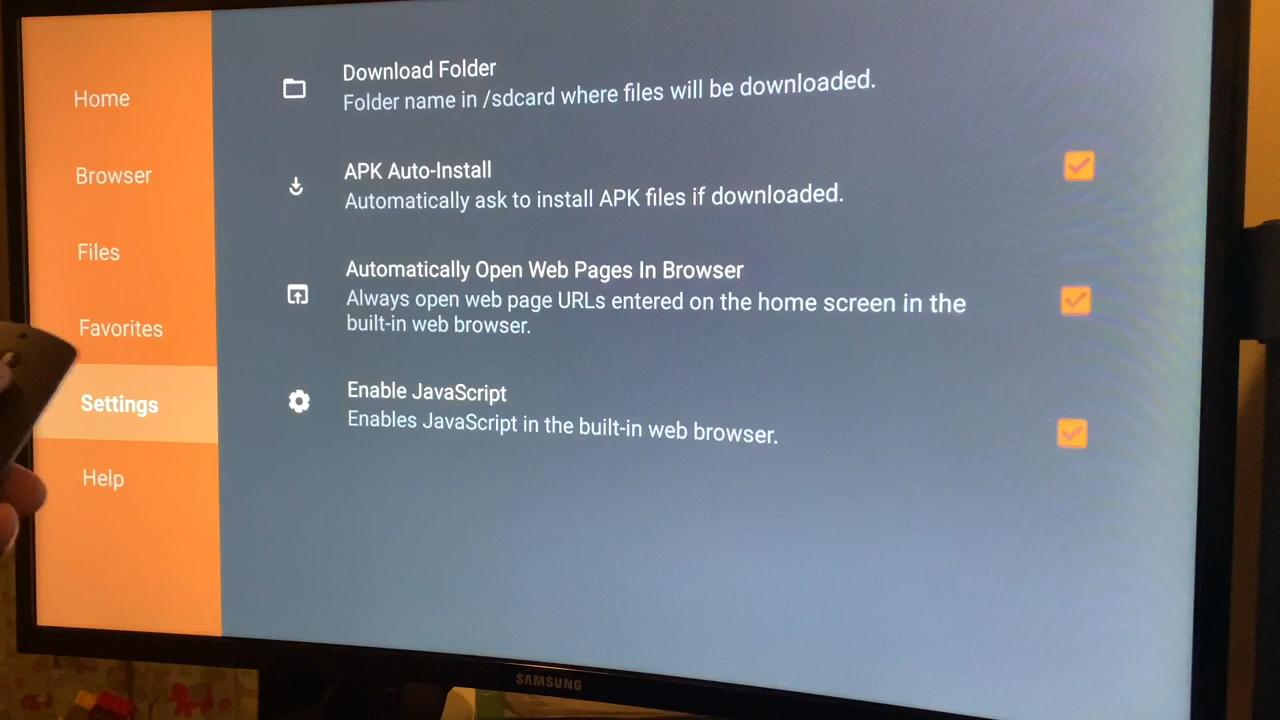 Home
Browser
Files
Favorites
Settings
Help
Download Folder
Folder name in /sdcard where files will be downloaded.
APK Auto-Install
Automatically ask to install APK files if downloaded.
Automatically Open Web Pages In Browser
Always open web page URLs entered on the home screen in the
built-in web browser.
Enable JavaScript
Enables JavaScript in the built-in web browser.
SAMSUNG